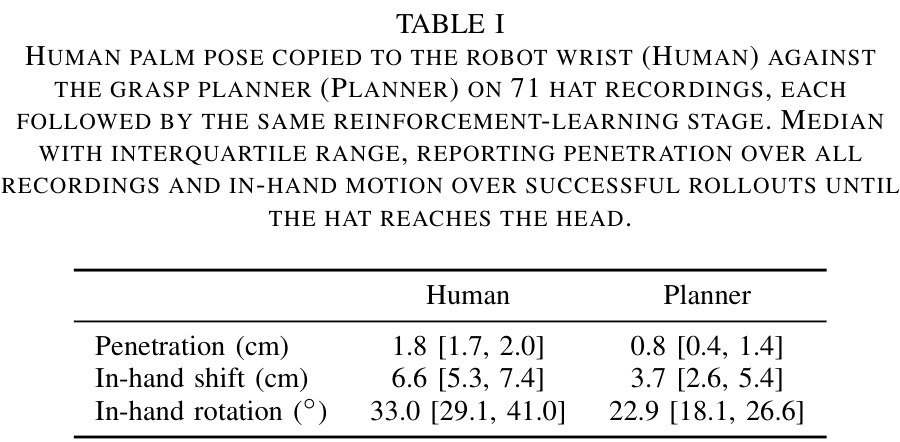 TABLE I
HUMAN PALM POSE COPIED TO THE ROBOT WRIST (HUMAN) AGAINST
THE GRASP PLANNER (PLANNER) ON 71 HAT RECORDINGS, EACH
FOLLOWED BY THE SAME REINFORCEMENT-LEARNING STAGE. MEDIAN
WITH INTERQUARTILE RANGE, REPORTING PENETRATION OVER ALL
RECORDINGS AND IN-HAND MOTION OVER SUCCESSFUL ROLLOUTS UNTIL
THE HAT REACHES THE HEAD.
Human Planner
Penetration (cm) 1.8 [1.7, 2.0] 0.8 [0.4, 1.4]
In-hand shift (cm) 6.6 [5.3, 7.4] 3.7 [2.6, 5.4]
In-hand rotation (°) 33.0 [29.1, 41.0] 22.9 [18.1, 26.6]